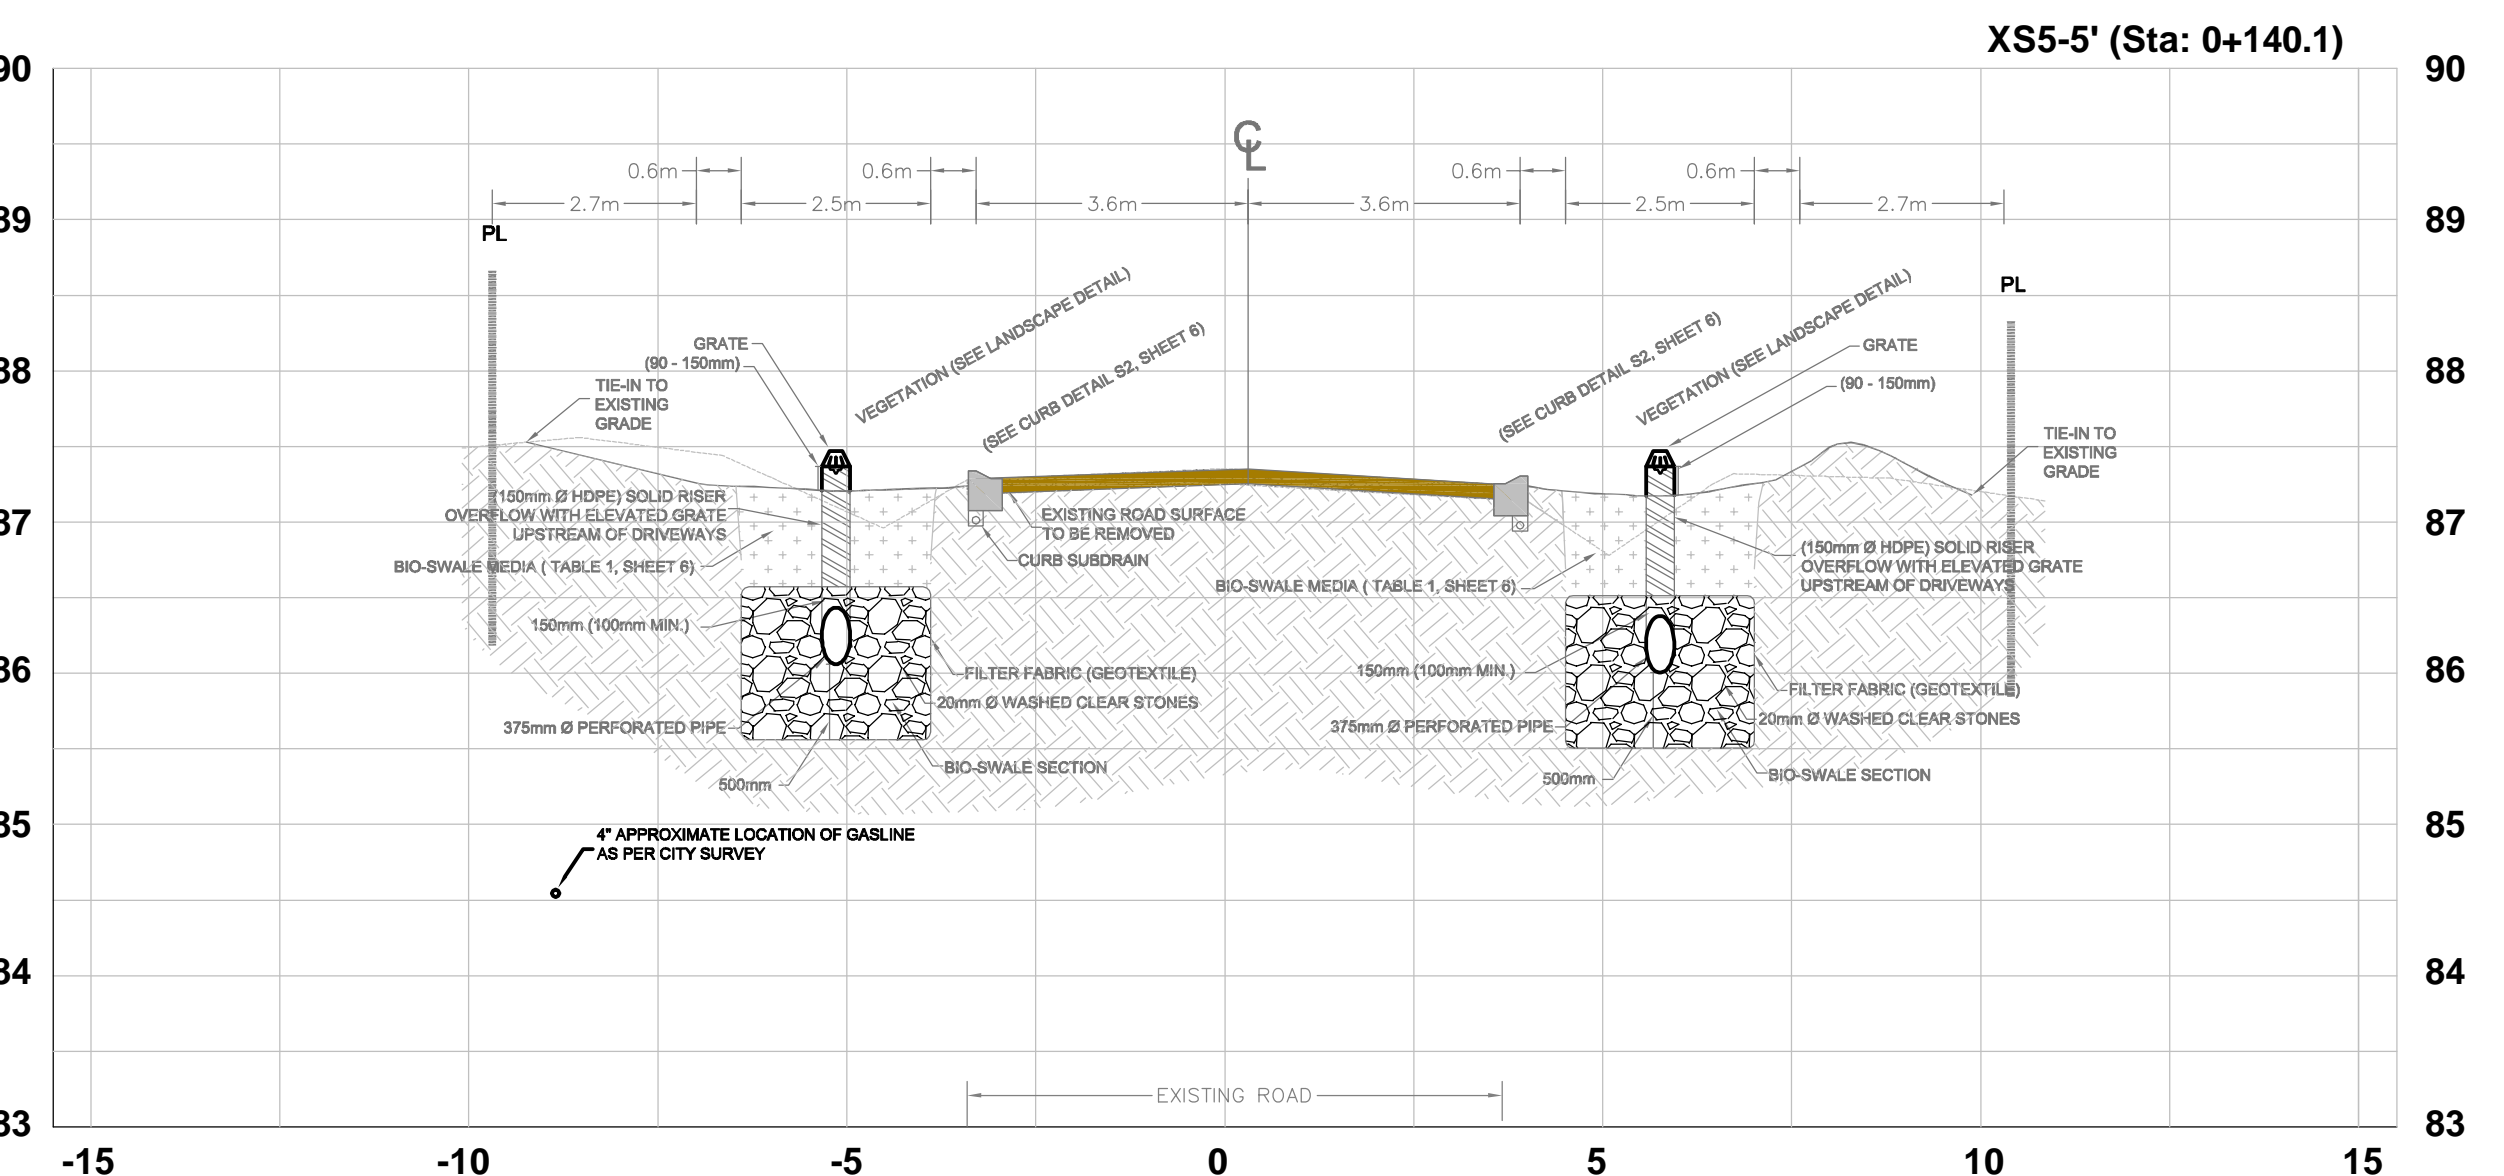 XS5-5' (Sta: 0+140.1)
90
90
CL
0.6m
0.6m
0.6m
0.6m
2.7m
2.5m
3.6m
3.6m
2.5m
2.7m
89
89
PL
PL
VEGETATION (SEE LANDSCAPE DETAIL)
(SEE CURB DETAIL S2, SHEET 6)
(SEE CURB DETAIL S2, SHEET 6)
VEGETATION (SEE LANDSCAPE DETAIL)
GRATE
(90 - 150mm)
GRATE
(90 - 150mm)
88
88
TIE-IN TO
EXISTING
GRADE
TIE-IN TO
EXISTING
GRADE
(150mm Ø HDPE) SOLID RISER
OVERFLOW WITH ELEVATED GRATE
UPSTREAM OF DRIVEWAYS
BIO-SWALE MEDIA ( TABLE 1, SHEET 6)
EXISTING ROAD SURFACE
TO BE REMOVED
CURB SUBDRAIN
87
87
(150mm Ø HDPE) SOLID RISER
OVERFLOW WITH ELEVATED GRATE
UPSTREAM OF DRIVEWAYS
BIO-SWALE MEDIA ( TABLE 1, SHEET 6)
150mm (100mm MIN.)
150mm (100mm MIN.)
86
86
FILTER FABRIC (GEOTEXTILE)
20mm Ø WASHED CLEAR STONES
FILTER FABRIC (GEOTEXTILE)
20mm Ø WASHED CLEAR STONES
375mm Ø PERFORATED PIPE
375mm Ø PERFORATED PIPE
BIO-SWALE SECTION
BIO-SWALE SECTION
500mm
500mm
85
85
4" APPROXIMATE LOCATION OF GASLINE
AS PER CITY SURVEY
84
84
EXISTING ROAD
83
83
-15
-10
-5
0
5
10
15